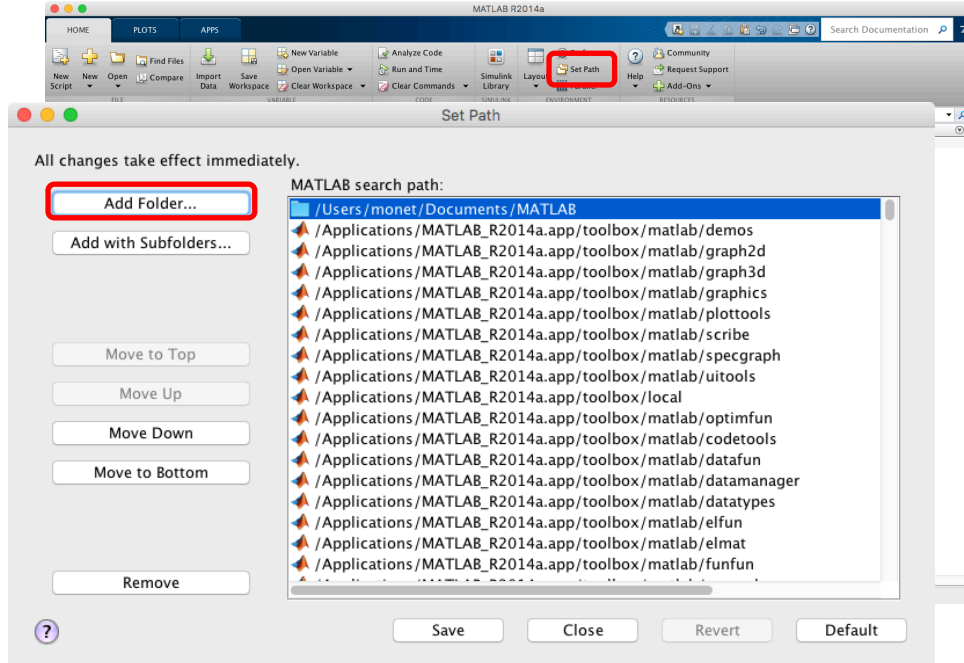 MATLAB R2014a
HOME PLOTS APPS
Search Documentation
New Variable Analyze Code Community
Find Files Open Variable Run and Time Set Path Request Support
New Script New Open Compare Import Data Save Workspace Clear Workspace Clear Commands Simulink Library Layout Help Add-Ons
FILE VARIABLE CODE SIMULINK ENVIRONMENT RESOURCES
Set Path
All changes take effect immediately.
MATLAB search path:
Add Folder...
Add with Subfolders...
Move to Top
Move Up
Move Down
Move to Bottom
Remove
/Users/monet/Documents/MATLAB
/Applications/MATLAB_R2014a.app/toolbox/matlab/demos
/Applications/MATLAB_R2014a.app/toolbox/matlab/graph2d
/Applications/MATLAB_R2014a.app/toolbox/matlab/graph3d
/Applications/MATLAB_R2014a.app/toolbox/matlab/graphics
/Applications/MATLAB_R2014a.app/toolbox/matlab/plottools
/Applications/MATLAB_R2014a.app/toolbox/matlab/scribe
/Applications/MATLAB_R2014a.app/toolbox/matlab/specgraph
/Applications/MATLAB_R2014a.app/toolbox/matlab/uitools
/Applications/MATLAB_R2014a.app/toolbox/local
/Applications/MATLAB_R2014a.app/toolbox/matlab/optimfun
/Applications/MATLAB_R2014a.app/toolbox/matlab/codetools
/Applications/MATLAB_R2014a.app/toolbox/matlab/datafun
/Applications/MATLAB_R2014a.app/toolbox/matlab/datamanager
/Applications/MATLAB_R2014a.app/toolbox/matlab/datatypes
/Applications/MATLAB_R2014a.app/toolbox/matlab/elfun
/Applications/MATLAB_R2014a.app/toolbox/matlab/elmat
/Applications/MATLAB_R2014a.app/toolbox/matlab/funfun
? Save Close Revert Default